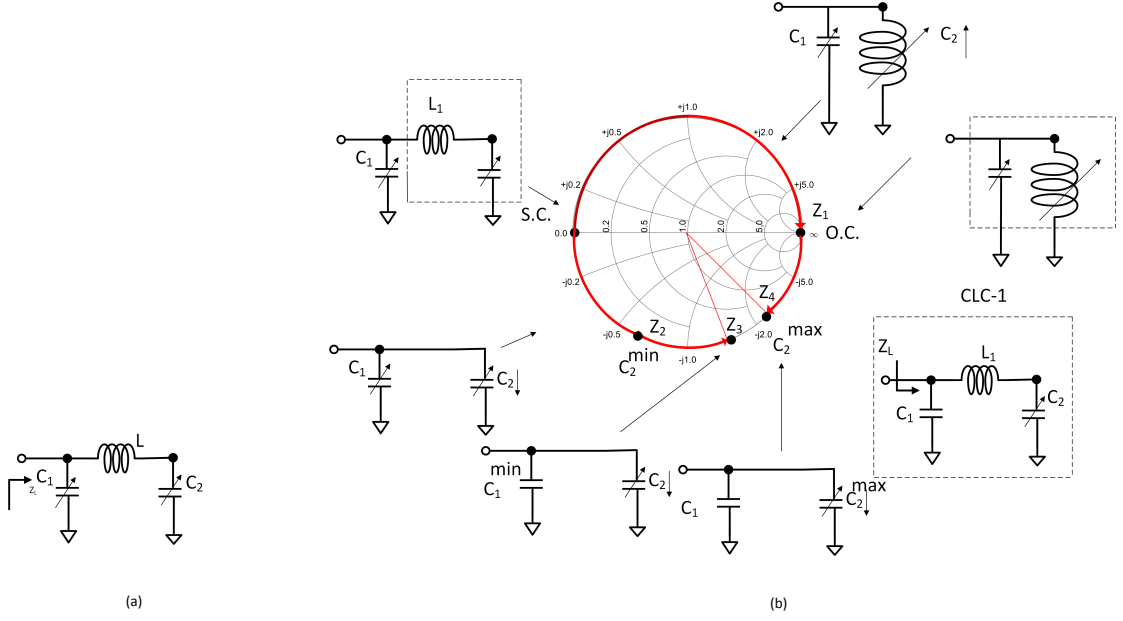 C1
C2 ↑
L1
C1
S.C.
+j1.0
+j0.5
+j2.0
+j0.2
+j5.0
0.0
0.2
0.5
1.0
2.0
5.0
∞
Z1
O.C.
-j0.2
-j5.0
-j0.5
-j2.0
-j1.0
Z2
Z3
Z4
min
C2
max
C2
CLC-1
ZL
L1
C1
C2
C1
C2 ↓
min
C1
C2 ↓
C1
max
C2 ↓
L
C1
ZL
C2
(a)
(b)